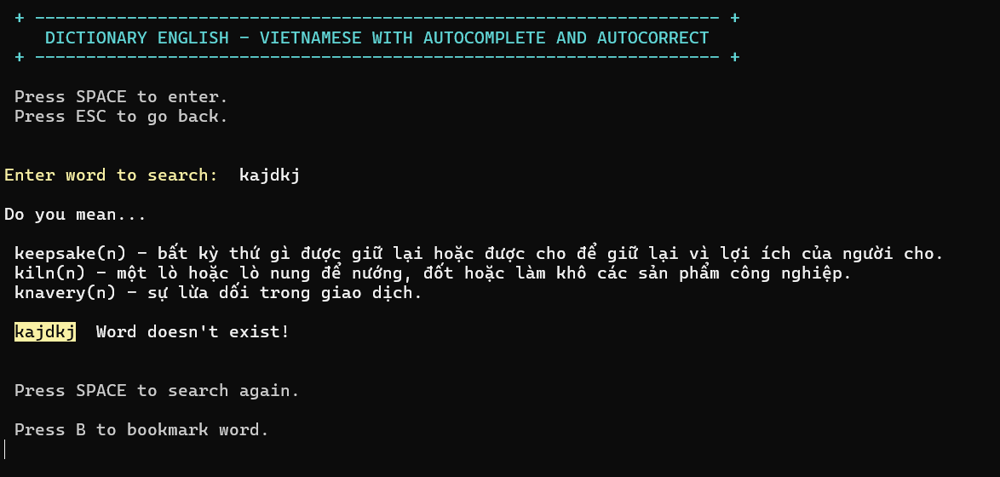 + ------------------------------------------------------------------- +
DICTIONARY ENGLISH - VIETNAMESE WITH AUTOCOMPLETE AND AUTOCORRECT
+ ------------------------------------------------------------------- +
Press SPACE to enter.
Press ESC to go back.
Enter word to search:  kajdkj
Do you mean...
keepsake(n) - bất kỳ thứ gì được giữ lại hoặc được cho để giữ lại vì lợi ích của người cho.
kiln(n) - một lò hoặc lò nung để nướng, đốt hoặc làm khô các sản phẩm công nghiệp.
knavery(n) - sự lừa dối trong giao dịch.
kajdkj  Word doesn't exist!
Press SPACE to search again.
Press B to bookmark word.